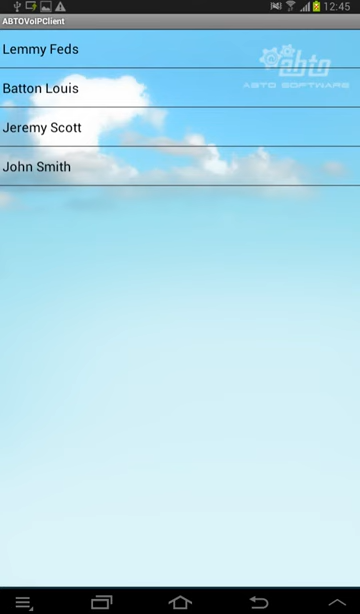 12:45
ABTOVoIPClient
Lemmy Feds
abto
ABTO SOFTWARE
Batton Louis
Jeremy Scott
John Smith